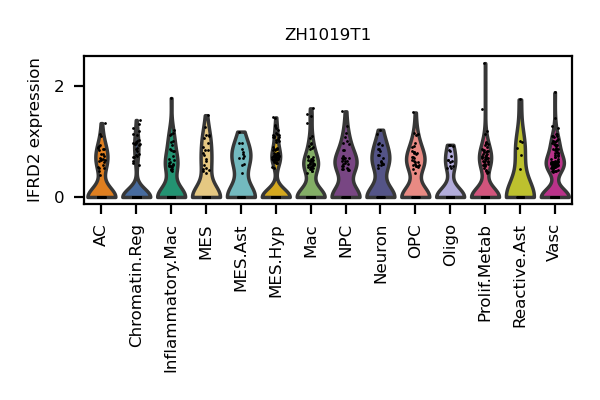 ZH1019T1
IFRD2 expression
2
0
AC
Chromatin.Reg
Inflammatory.Mac
MES
MES.Ast
MES.Hyp
Mac
NPC
Neuron
OPC
Oligo
Prolif.Metab
Reactive.Ast
Vasc